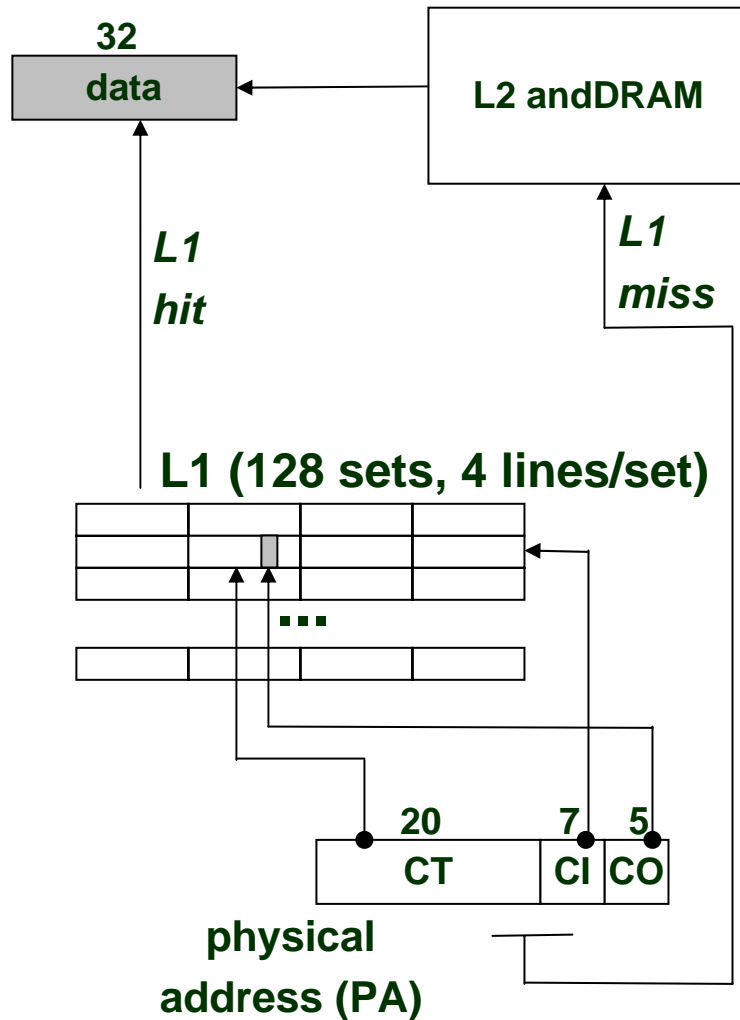 32
data
L2 andDRAM
L1
hit
L1
miss
L1 (128 sets, 4 lines/set)
...
20
7
5
CT
CI
CO
physical
address (PA)